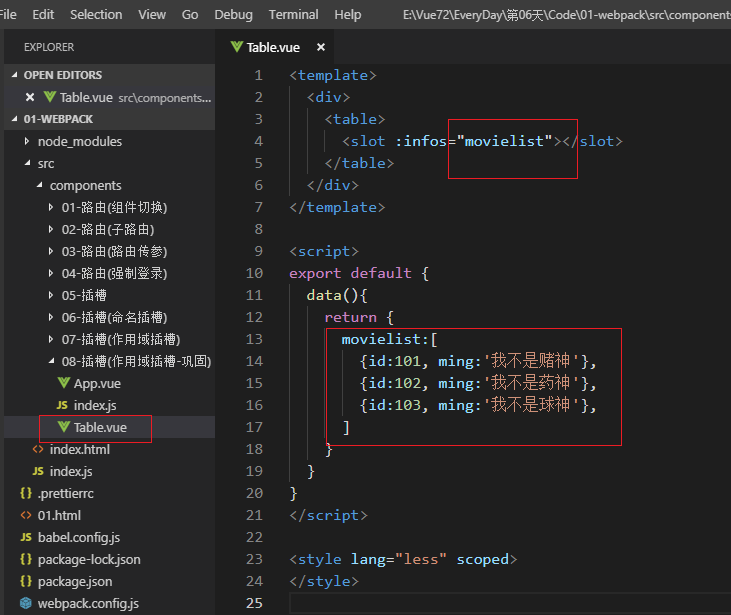 File Edit Selection View Go Debug Terminal Help E:\Vue72\EveryDay\第06天\Code\01-webpack\src\components
EXPLORER
OPEN EDITORS
Table.vue src\components...
01-WEBPACK
node_modules
src
components
01-路由(组件切换)
02-路由(子路由)
03-路由(路由传参)
04-路由(强制登录)
05-插槽
06-插槽(命名插槽)
07-插槽(作用域插槽)
08-插槽(作用域插槽-巩固)
App.vue
JS index.js
Table.vue
<> index.html
JS index.js
{} .prettierrc
<> 01.html
JS babel.config.js
{} package-lock.json
{} package.json
webpack.config.js
Table.vue ×
1 <template>
2 <div>
3 <table>
4 <slot :infos="movielist"></slot>
5 </table>
6 </div>
7 </template>
8
9 <script>
10 export default {
11 data(){
12 return {
13 movielist:[
14 {id:101, ming:'我不是赌神'},
15 {id:102, ming:'我不是药神'},
16 {id:103, ming:'我不是球神'},
17 ]
18 }
19 }
20 }
21 </script>
22
23 <style lang="less" scoped>
24 </style>
25